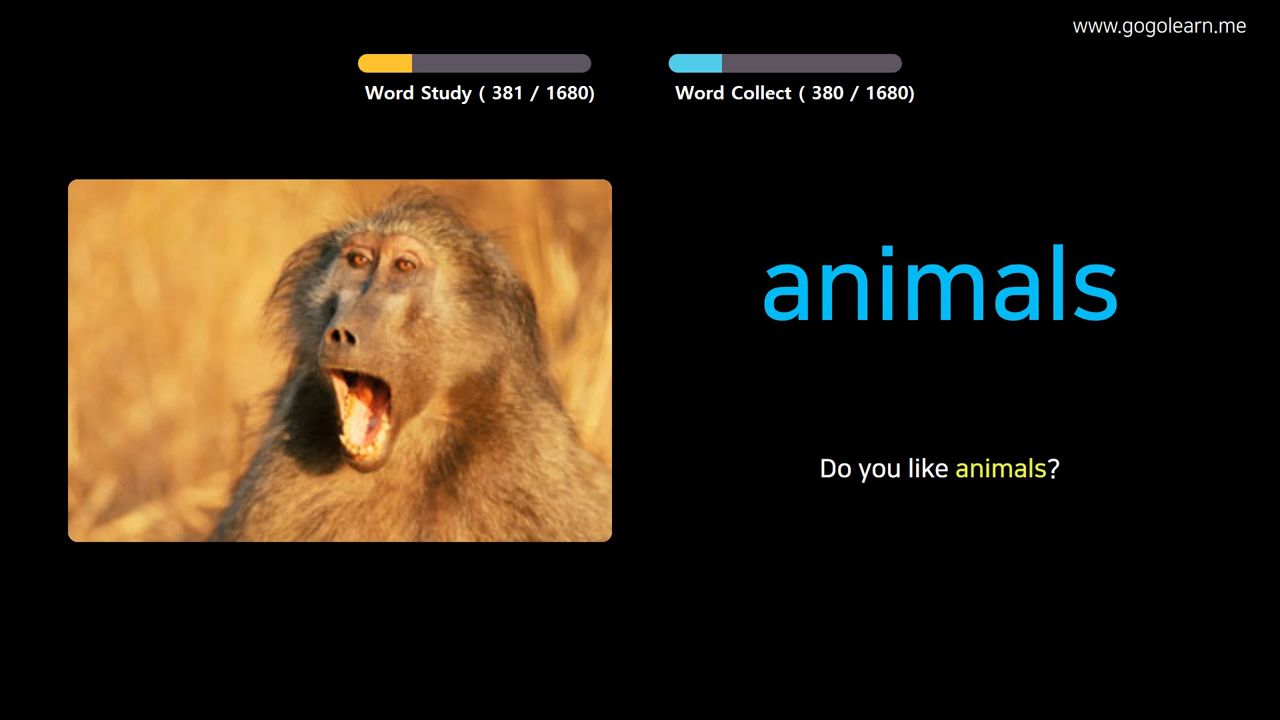 www.gogolearn.me
Word Study ( 381 / 1680)
Word Collect ( 380 / 1680)
animals
Do you like animals?